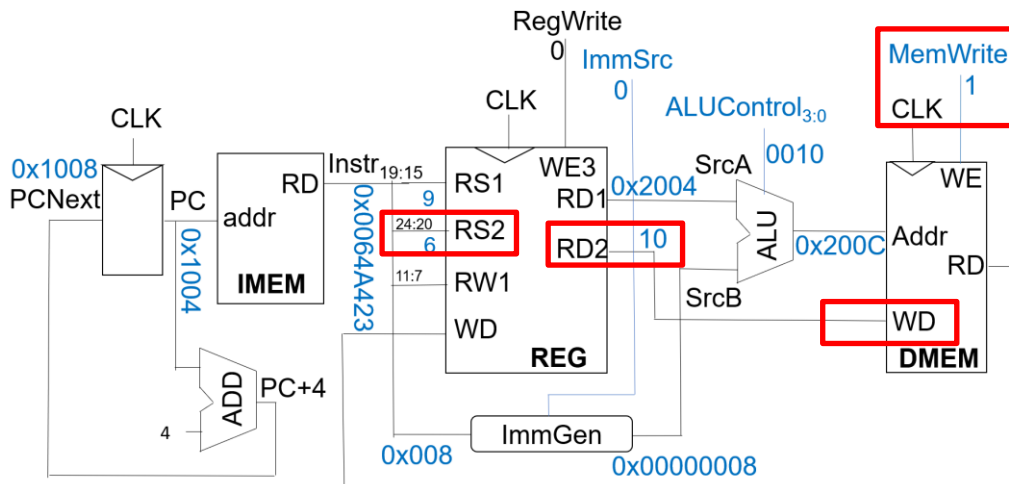 RegWrite
0
ImmSrc
0
MemWrite
1
CLK
CLK
CLK
ALUControl3:0
0010
0x1008
PCNext
PC
0x1004
RD
addr
IMEM
Instr
0x0064A423
19:15
RS1
9
24:20
RS2
6
11:7
RW1
WD
WE3
RD1
0x2004
10
RD2
REG
SrcA
SrcB
ALU
0x200C
WE
Addr
RD
WD
DMEM
ADD
PC+4
4
ImmGen
0x008
0x00000008